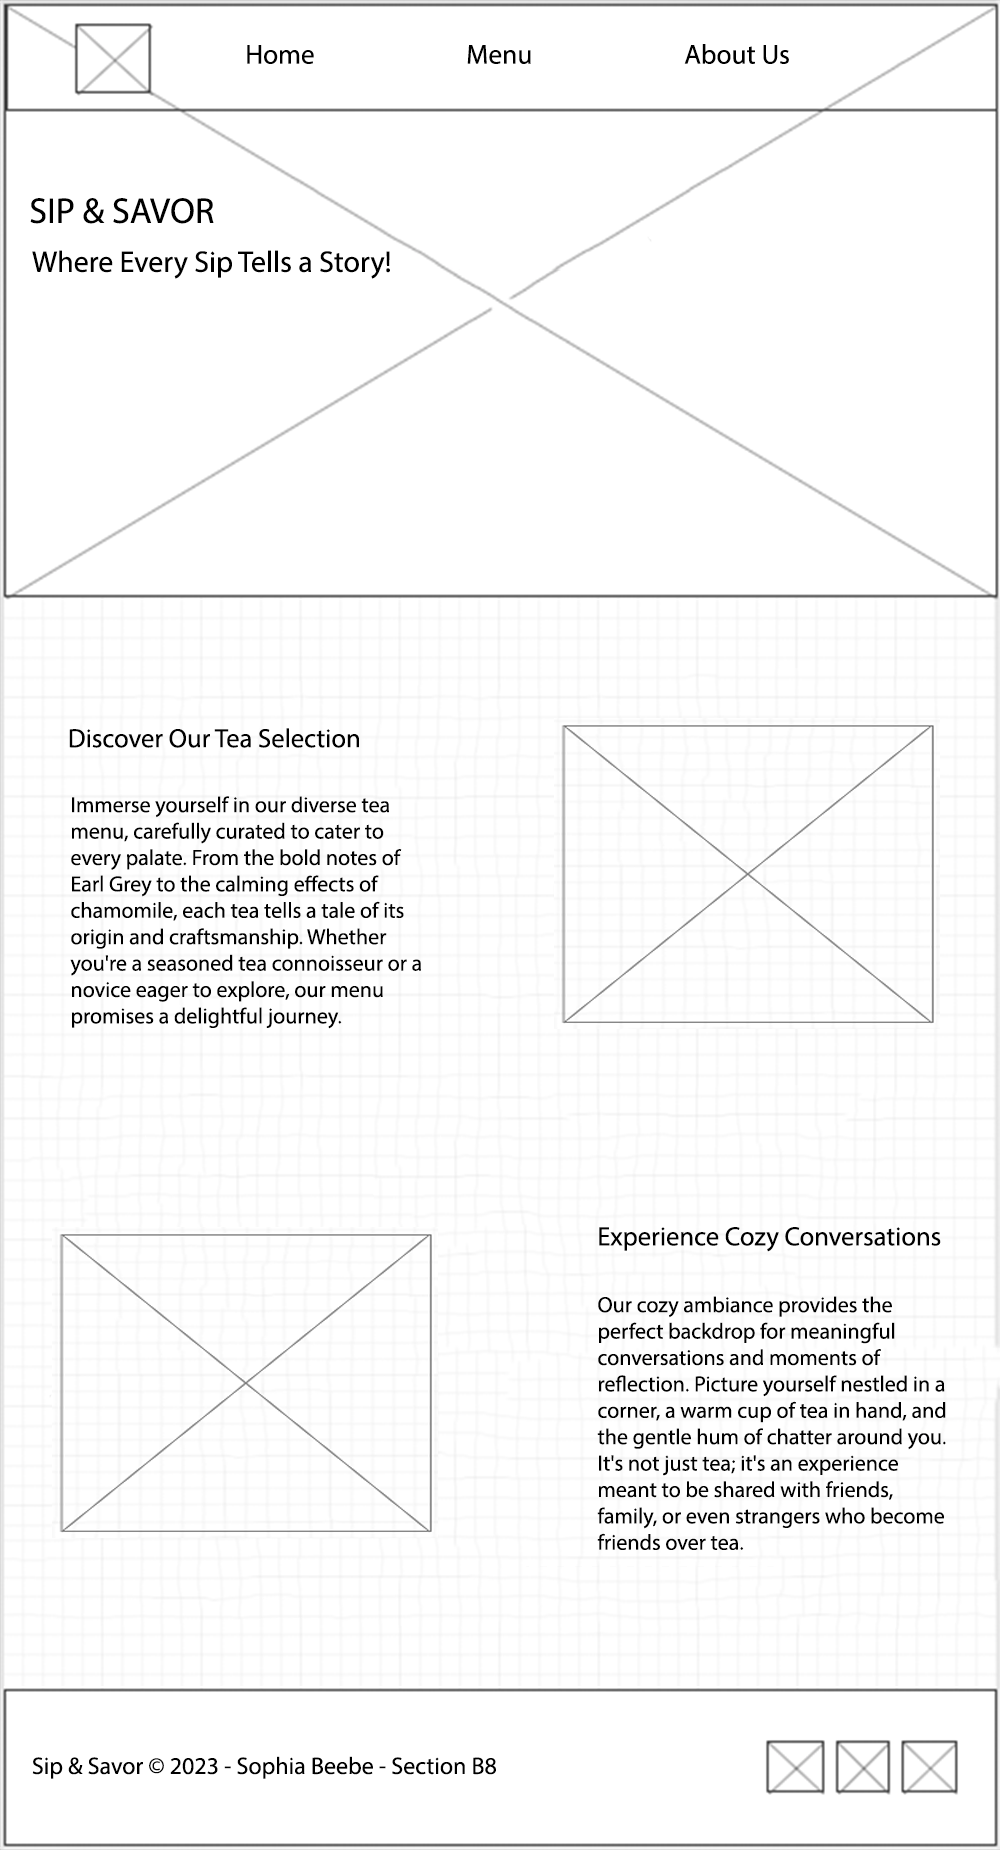 Home Menu About Us
SIP & SAVOR
Where Every Sip Tells a Story!
Discover Our Tea Selection
Immerse yourself in our diverse tea
menu, carefully curated to cater to
every palate. From the bold notes of
Earl Grey to the calming effects of
chamomile, each tea tells a tale of its
origin and craftsmanship. Whether
you're a seasoned tea connoisseur or a
novice eager to explore, our menu
promises a delightful journey.
Experience Cozy Conversations
Our cozy ambiance provides the
perfect backdrop for meaningful
conversations and moments of
reflection. Picture yourself nestled in a
corner, a warm cup of tea in hand, and
the gentle hum of chatter around you.
It's not just tea; it's an experience
meant to be shared with friends,
family, or even strangers who become
friends over tea.
Sip & Savor © 2023 - Sophia Beebe - Section B8